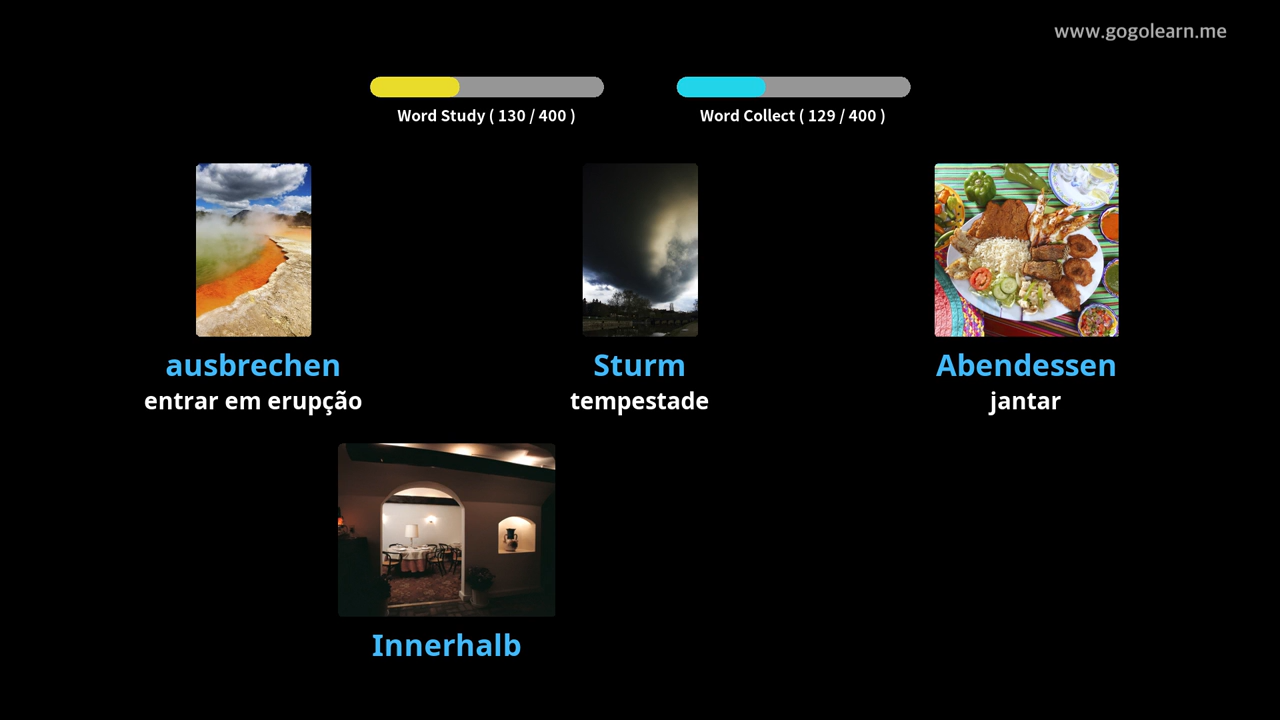 www.gogolearn.me
Word Study ( 130 / 400 )
Word Collect ( 129 / 400 )
ausbrechen
entrar em erupção
Sturm
tempestade
Abendessen
jantar
Innerhalb